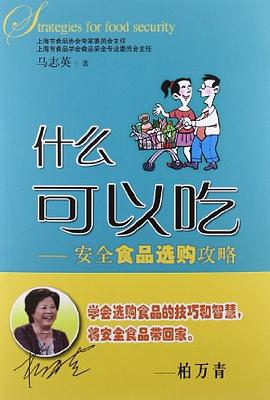 Strategies for food security
上海市食品协会专家委员会主任
上海市食品学会食品安全专业委员会主任
马志英 著
什么
可以吃
——安全食品选购攻略
学会选购食品的技巧和智慧,
将安全食品带回家。
——柏万青